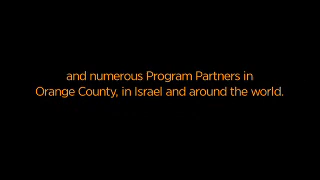 and numerous Program Partners in
Orange County, in Israel and around the world.